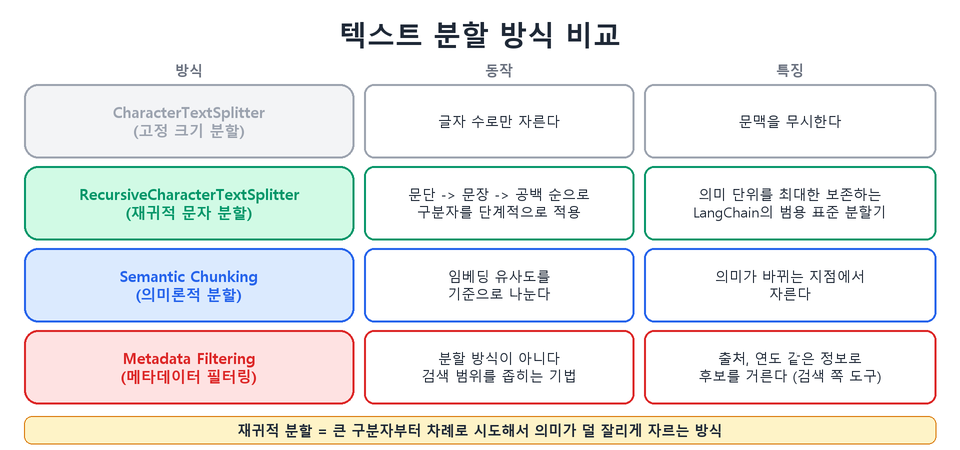 텍스트 분할 방식 비교
방식
동작
특징
CharacterTextSplitter
(고정 크기 분할)
글자 수로만 자른다
문맥을 무시한다
RecursiveCharacterTextSplitter
(재귀적 문자 분할)
문단 -> 문장 -> 공백 순으로
구분자를 단계적으로 적용
의미 단위를 최대한 보존하는
LangChain의 범용 표준 분할기
Semantic Chunking
(의미론적 분할)
임베딩 유사도를
기준으로 나눈다
의미가 바뀌는 지점에서
자른다
Metadata Filtering
(메타데이터 필터링)
분할 방식이 아니다
검색 범위를 좁히는 기법
출처, 연도 같은 정보로
후보를 거른다 (검색 쪽 도구)
재귀적 분할 = 큰 구분자부터 차례로 시도해서 의미가 덜 잘리게 자르는 방식